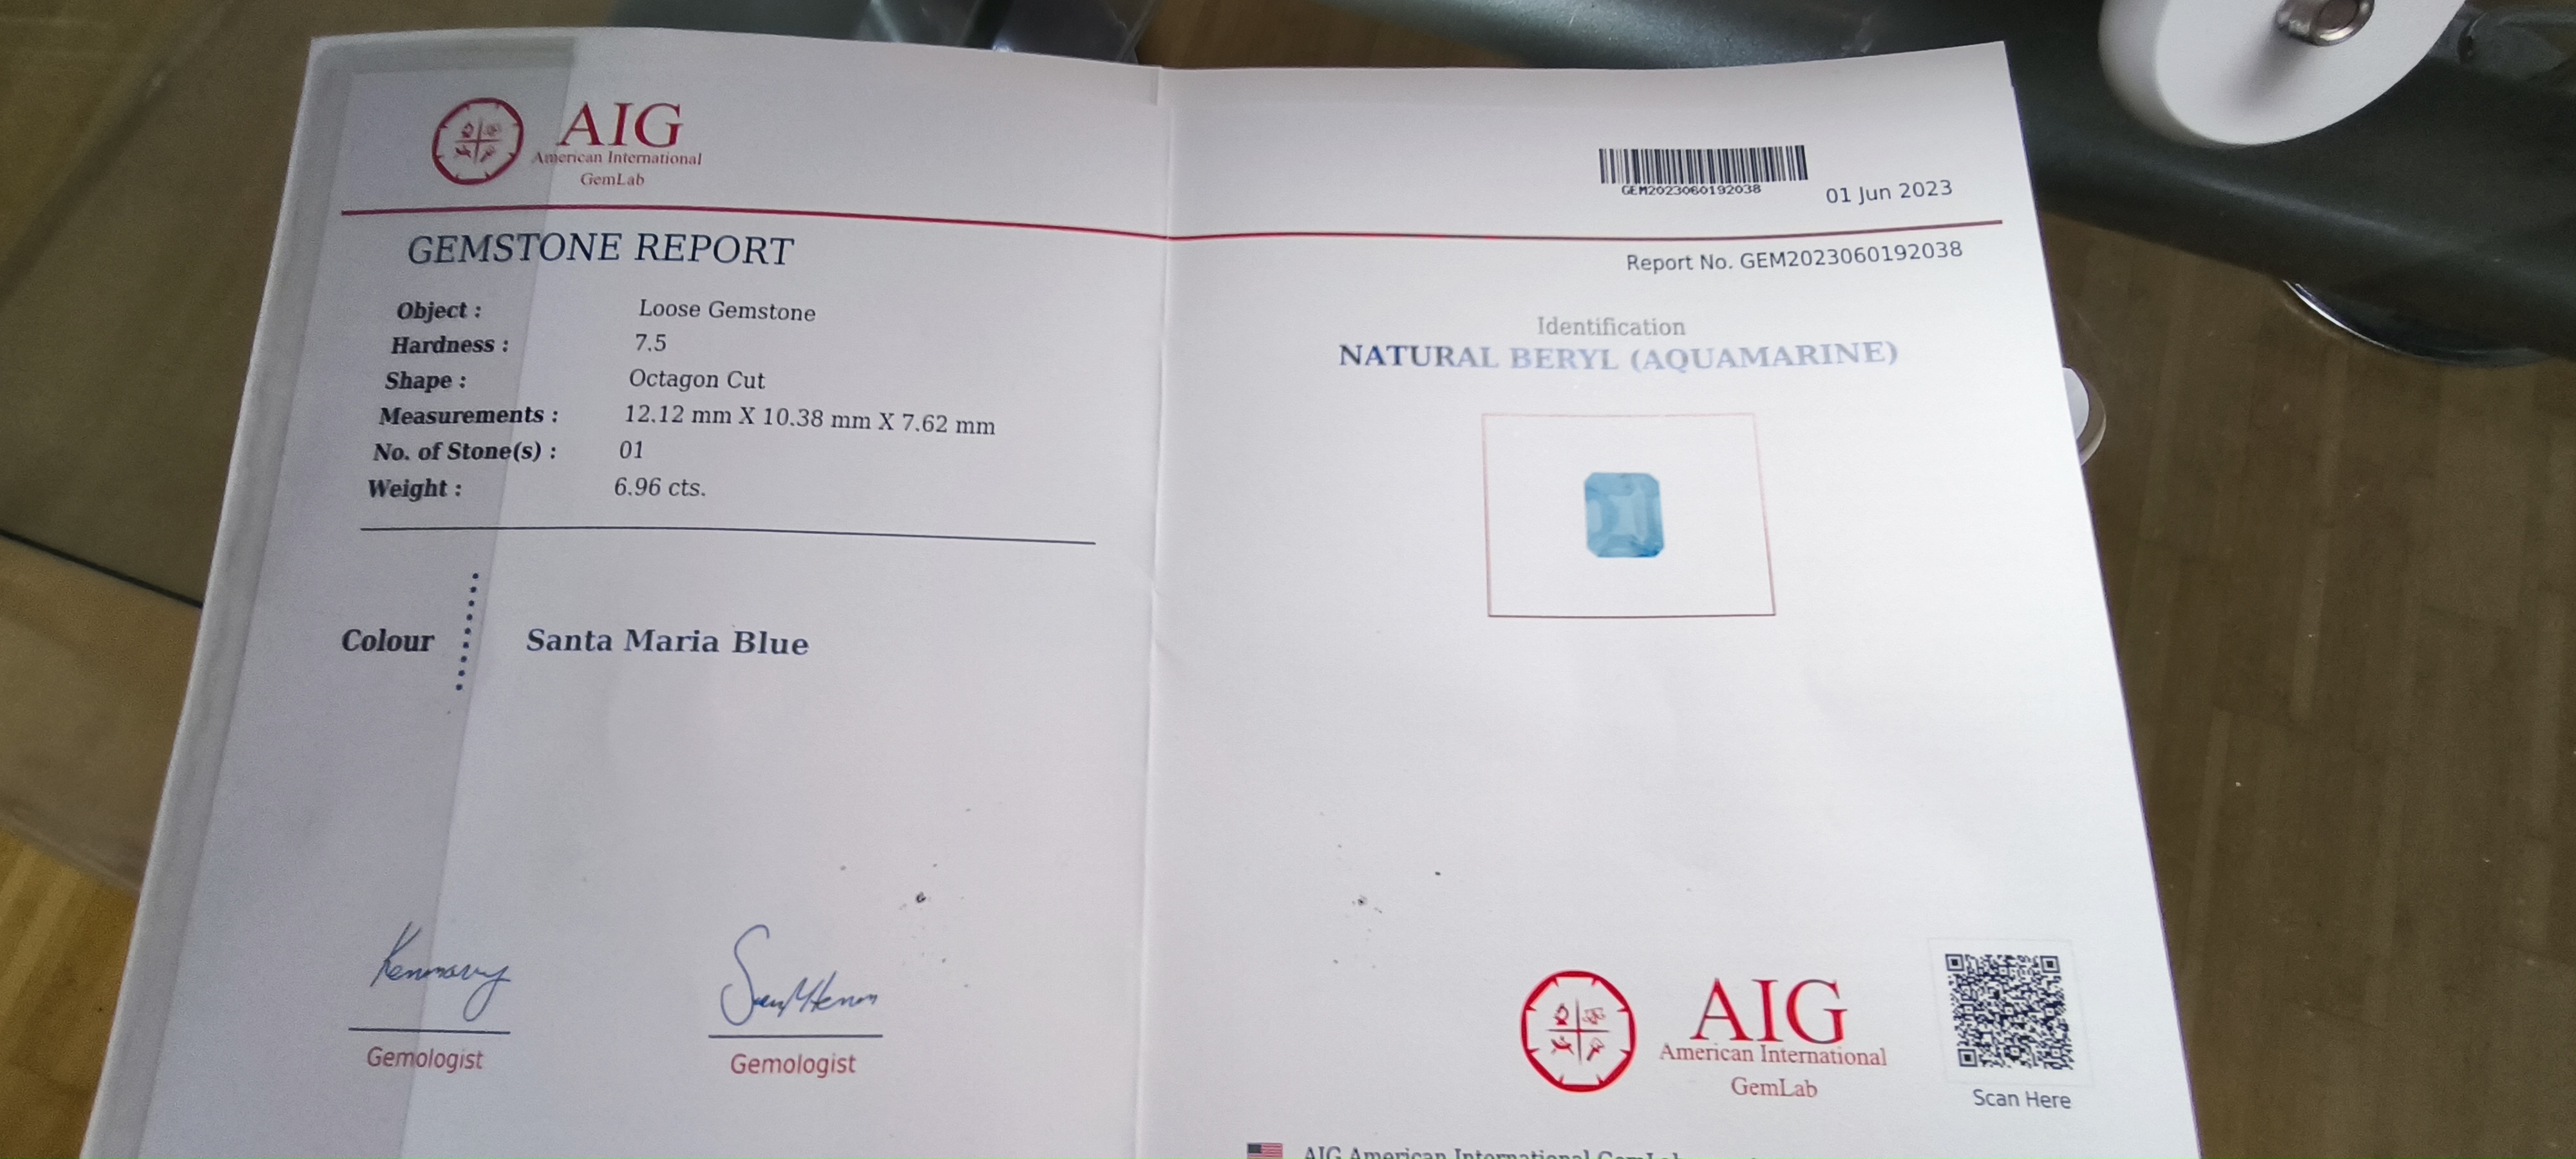 AIG
American International
GemLab
GEM2023060192038
01 Jun 2023
GEMSTONE REPORT
Report No. GEM2023060192038
Object : Loose Gemstone
Hardness : 7.5
Shape : Octagon Cut
Measurements : 12.12 mm X 10.38 mm X 7.62 mm
No. of Stone(s) : 01
Weight : 6.96 cts.
Colour Santa Maria Blue
Gemologist
Gemologist
Identification
NATURAL BERYL (AQUAMARINE)
AIG
American International
GemLab
Scan Here
AIG American International GemLab